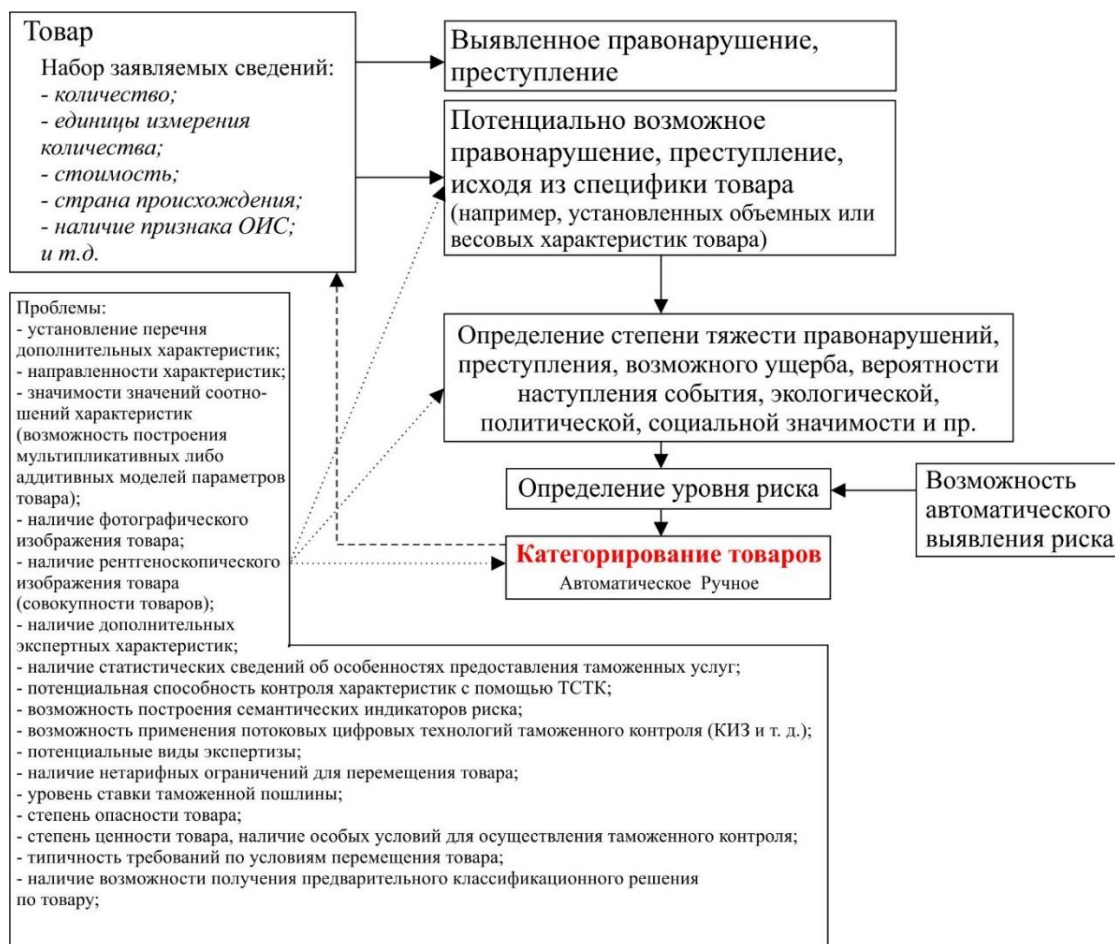 Товар
Набор заявляемых сведений:
- количество;
- единицы измерения
количества;
- стоимость;
- страна происхождения;
- наличие признака ОИС;
и т.д.
Выявленное правонарушение,
преступление
Потенциально возможное
правонарушение, преступление,
исходя из специфики товара
(например, установленных объемных или
весовых характеристик товара)
Определение степени тяжести правонарушений,
преступления, возможного ущерба, вероятности
наступления события, экологической,
политической, социальной значимости и пр.
Определение уровня риска
Возможность
автоматического
выявления риска
Категорирование товаров
Автоматическое Ручное
Проблемы:
- установление перечня
дополнительных характеристик;
- направленности характеристик;
- значимости значений соотно-
шений характеристик
(возможность построения
мультипликативных либо
аддитивных моделей параметров
товара);
- наличие фотографического
изображения товара;
- наличие рентгеноскопического
изображения товара
(совокупности товаров);
- наличие дополнительных
экспертных характеристик;
- наличие статистических сведений об особенностях предоставления таможенных услуг;
- потенциальная способность контроля характеристик с помощью ТСТК;
- возможность построения семантических индикаторов риска;
- возможность применения потоковых цифровых технологий таможенного контроля (КИЗ и т. д.);
- потенциальные виды экспертизы;
- наличие нетарифных ограничений для перемещения товара;
- уровень ставки таможенной пошлины;
- степень опасности товара;
- степень ценности товара, наличие особых условий для осуществления таможенного контроля;
- типичность требований по условиям перемещения товара;
- наличие возможности получения предварительного классификационного решения
по товару;